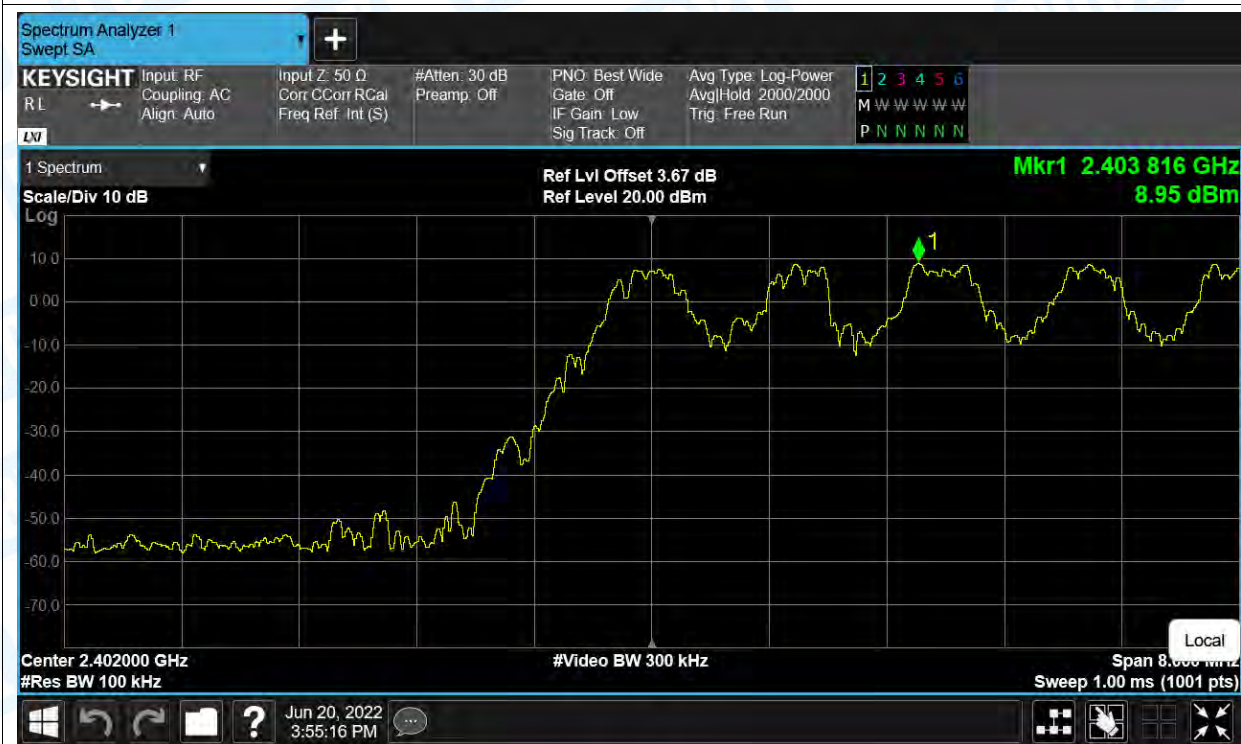 Spectrum Analyzer 1
Swept SA
KEYSIGHT
RL
LXI
Input: RF
Coupling: AC
Align: Auto
Input Z: 50 Ω
Corr CCorr RCal
Freq Ref: Int (S)
#Atten: 30 dB
Preamp: Off
PNO: Best Wide
Gate: Off
IF Gain: Low
Sig Track: Off
Avg Type: Log-Power
Avg|Hold: 2000/2000
Trig: Free Run
1 2 3 4 5 6
M W W W W W
P N N N N N
1 Spectrum
Scale/Div 10 dB
Ref Lvl Offset 3.67 dB
Ref Level 20.00 dBm
Mkr1 2.403 816 GHz
8.95 dBm
Log
1
10.0
0.00
-10.0
-20.0
-30.0
-40.0
-50.0
-60.0
-70.0
Local
Center 2.402000 GHz
#Res BW 100 kHz
#Video BW 300 kHz
Span 8.000 MHz
Sweep 1.00 ms (1001 pts)
Jun 20, 2022
3:55:16 PM